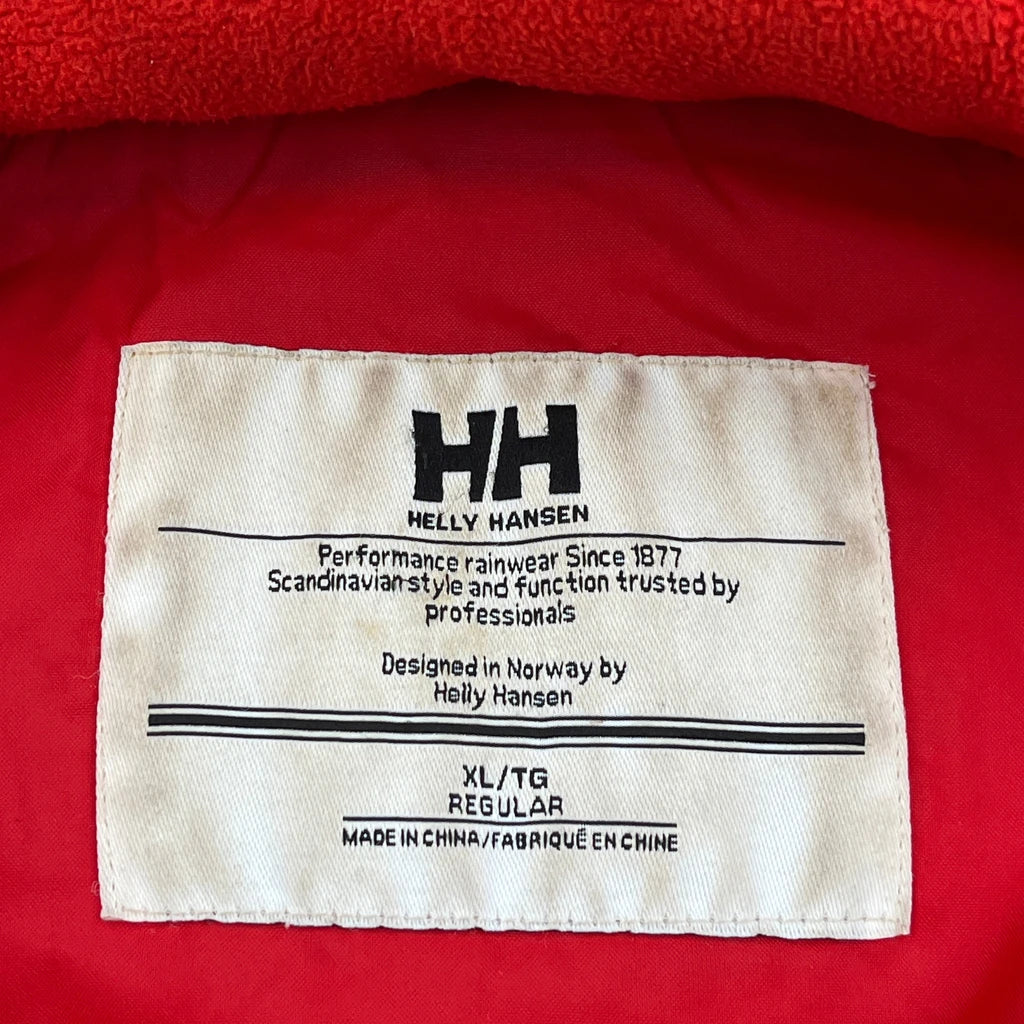 HH
HELLY HANSEN
Performance rainwear Since 1877
Scandinavian style and function trusted by
professionals
Designed in Norway by
Helly Hansen
XL/TG
REGULAR
MADE IN CHINA/FABRIQUÉ EN CHINE